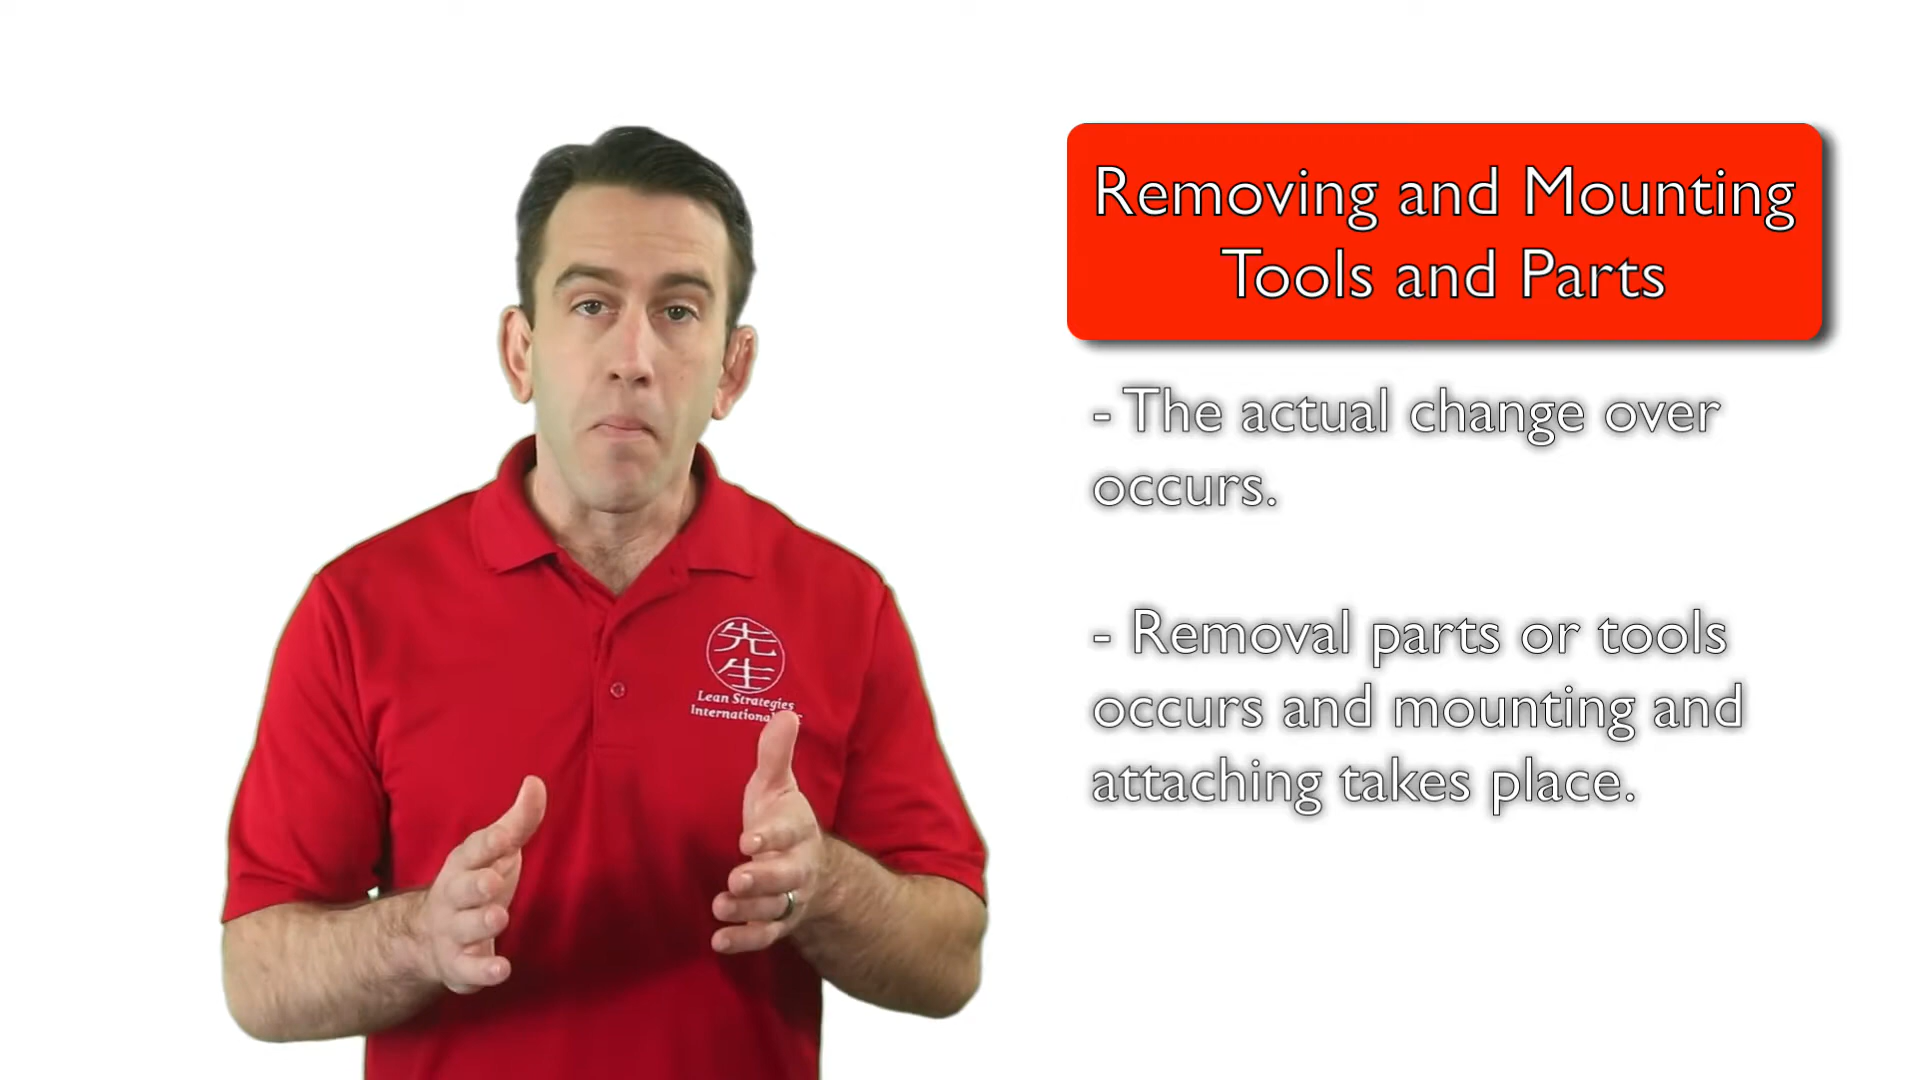 Removing and Mounting
Tools and Parts
- The actual change over
occurs.
- Removal parts or tools
occurs and mounting and
attaching takes place.
先
生
Lean Strategies
International